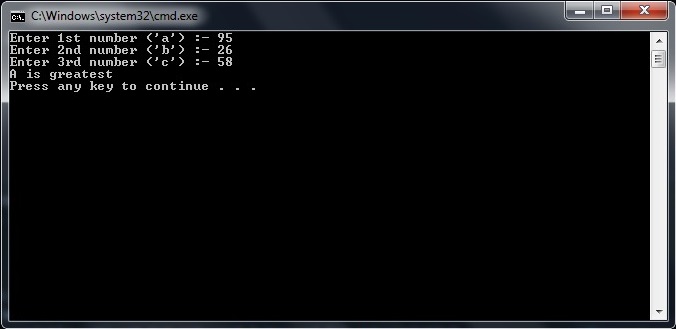 C:\Windows\system32\cmd.exe
Enter 1st number ('a') :- 95
Enter 2nd number ('b') :- 26
Enter 3rd number ('c') :- 58
A is greatest
Press any key to continue . . .